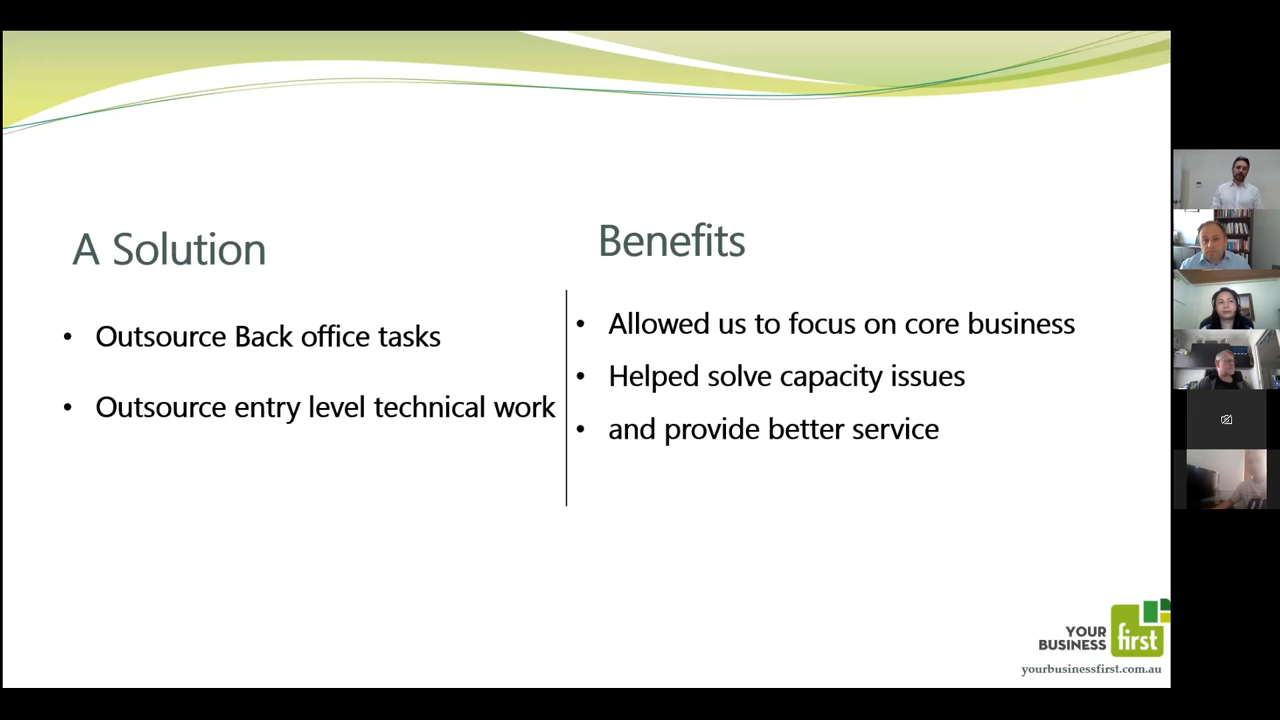 A Solution
• Outsource Back office tasks
• Outsource entry level technical work
Benefits
• Allowed us to focus on core business
• Helped solve capacity issues
• and provide better service
YOUR
BUSINESS
first
yourbusinessfirst.com.au